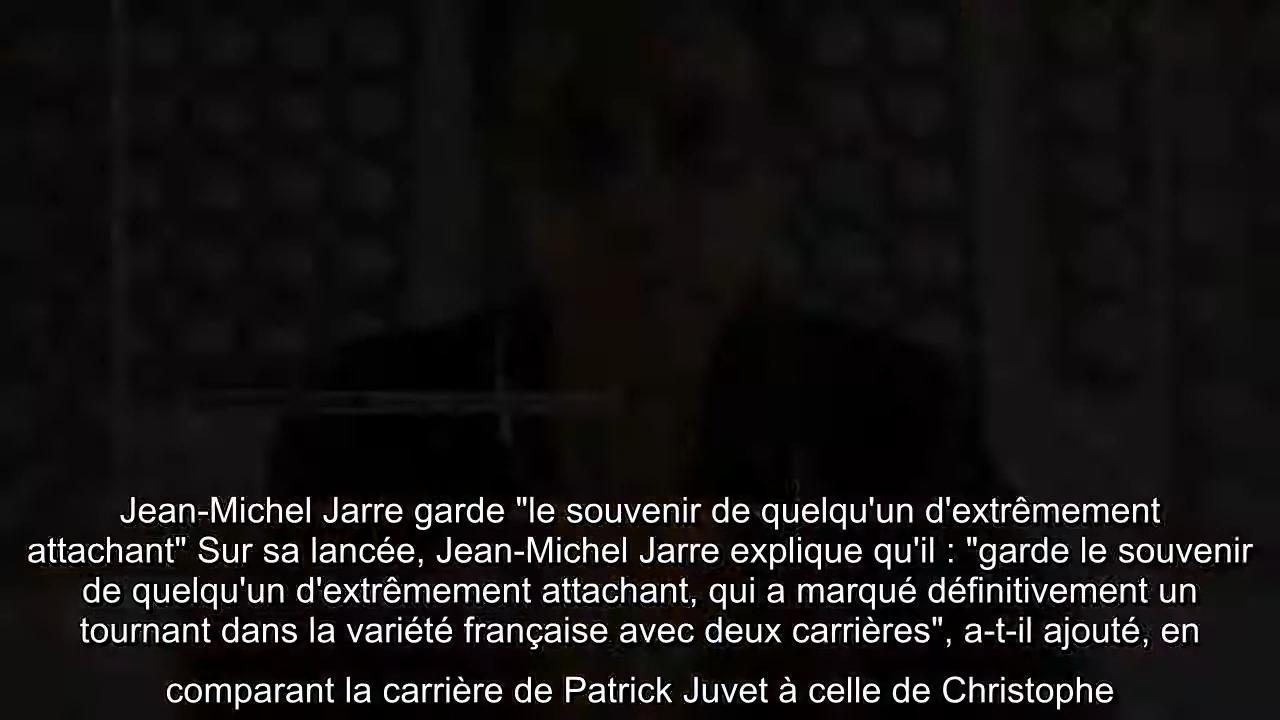 Jean-Michel Jarre garde "le souvenir de quelqu'un d'extrêmement
attachant" Sur sa lancée, Jean-Michel Jarre explique qu'il : "garde le souvenir
de quelqu'un d'extrêmement attachant, qui a marqué définitivement un
tournant dans la variété française avec deux carrières", a-t-il ajouté, en
comparant la carrière de Patrick Juvet à celle de Christophe